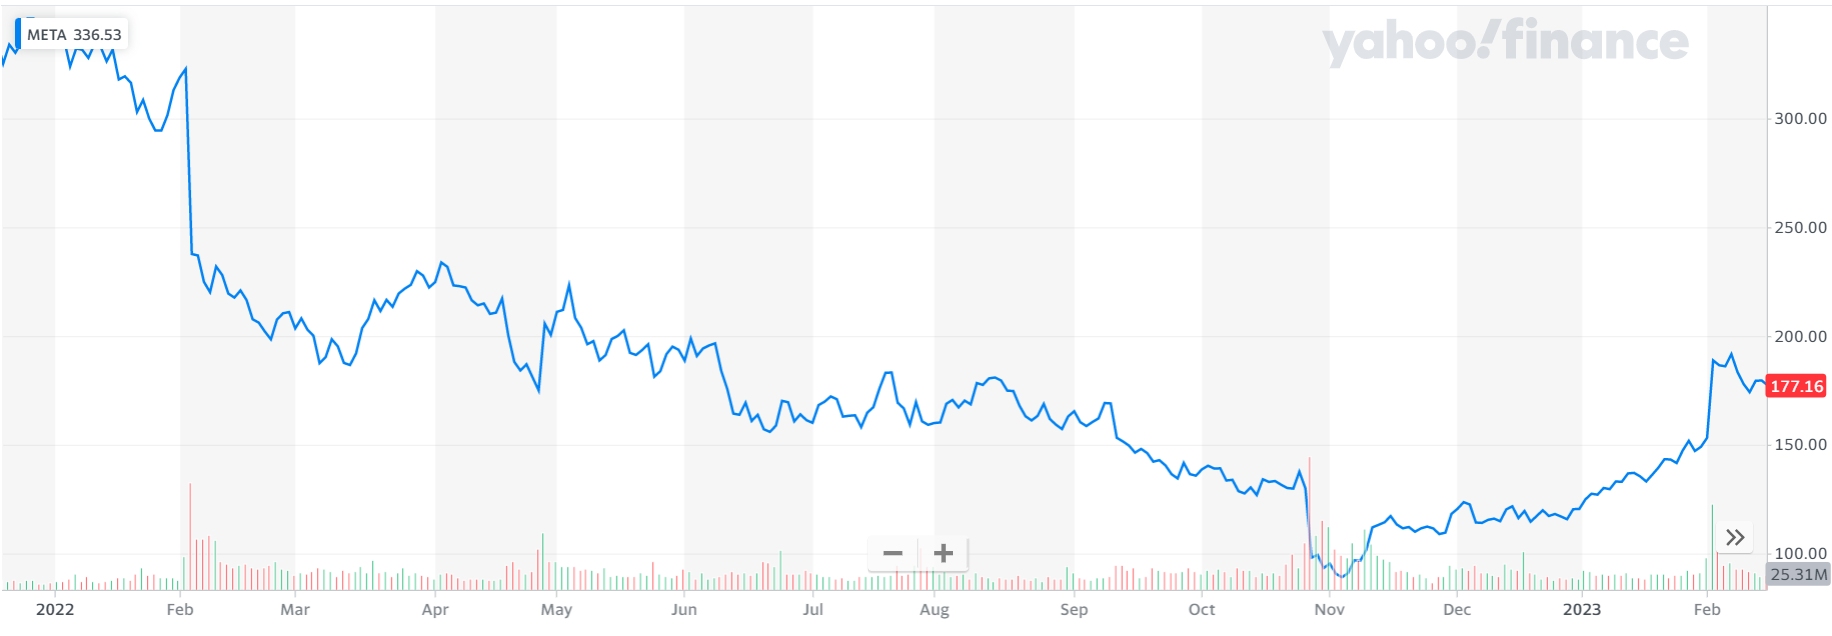 META 336.53
yahoo!finance
300.00
250.00
200.00
177.16
150.00
100.00
25.31M
2022 Feb Mar Apr May Jun Jul Aug Sep Oct Nov Dec 2023 Feb